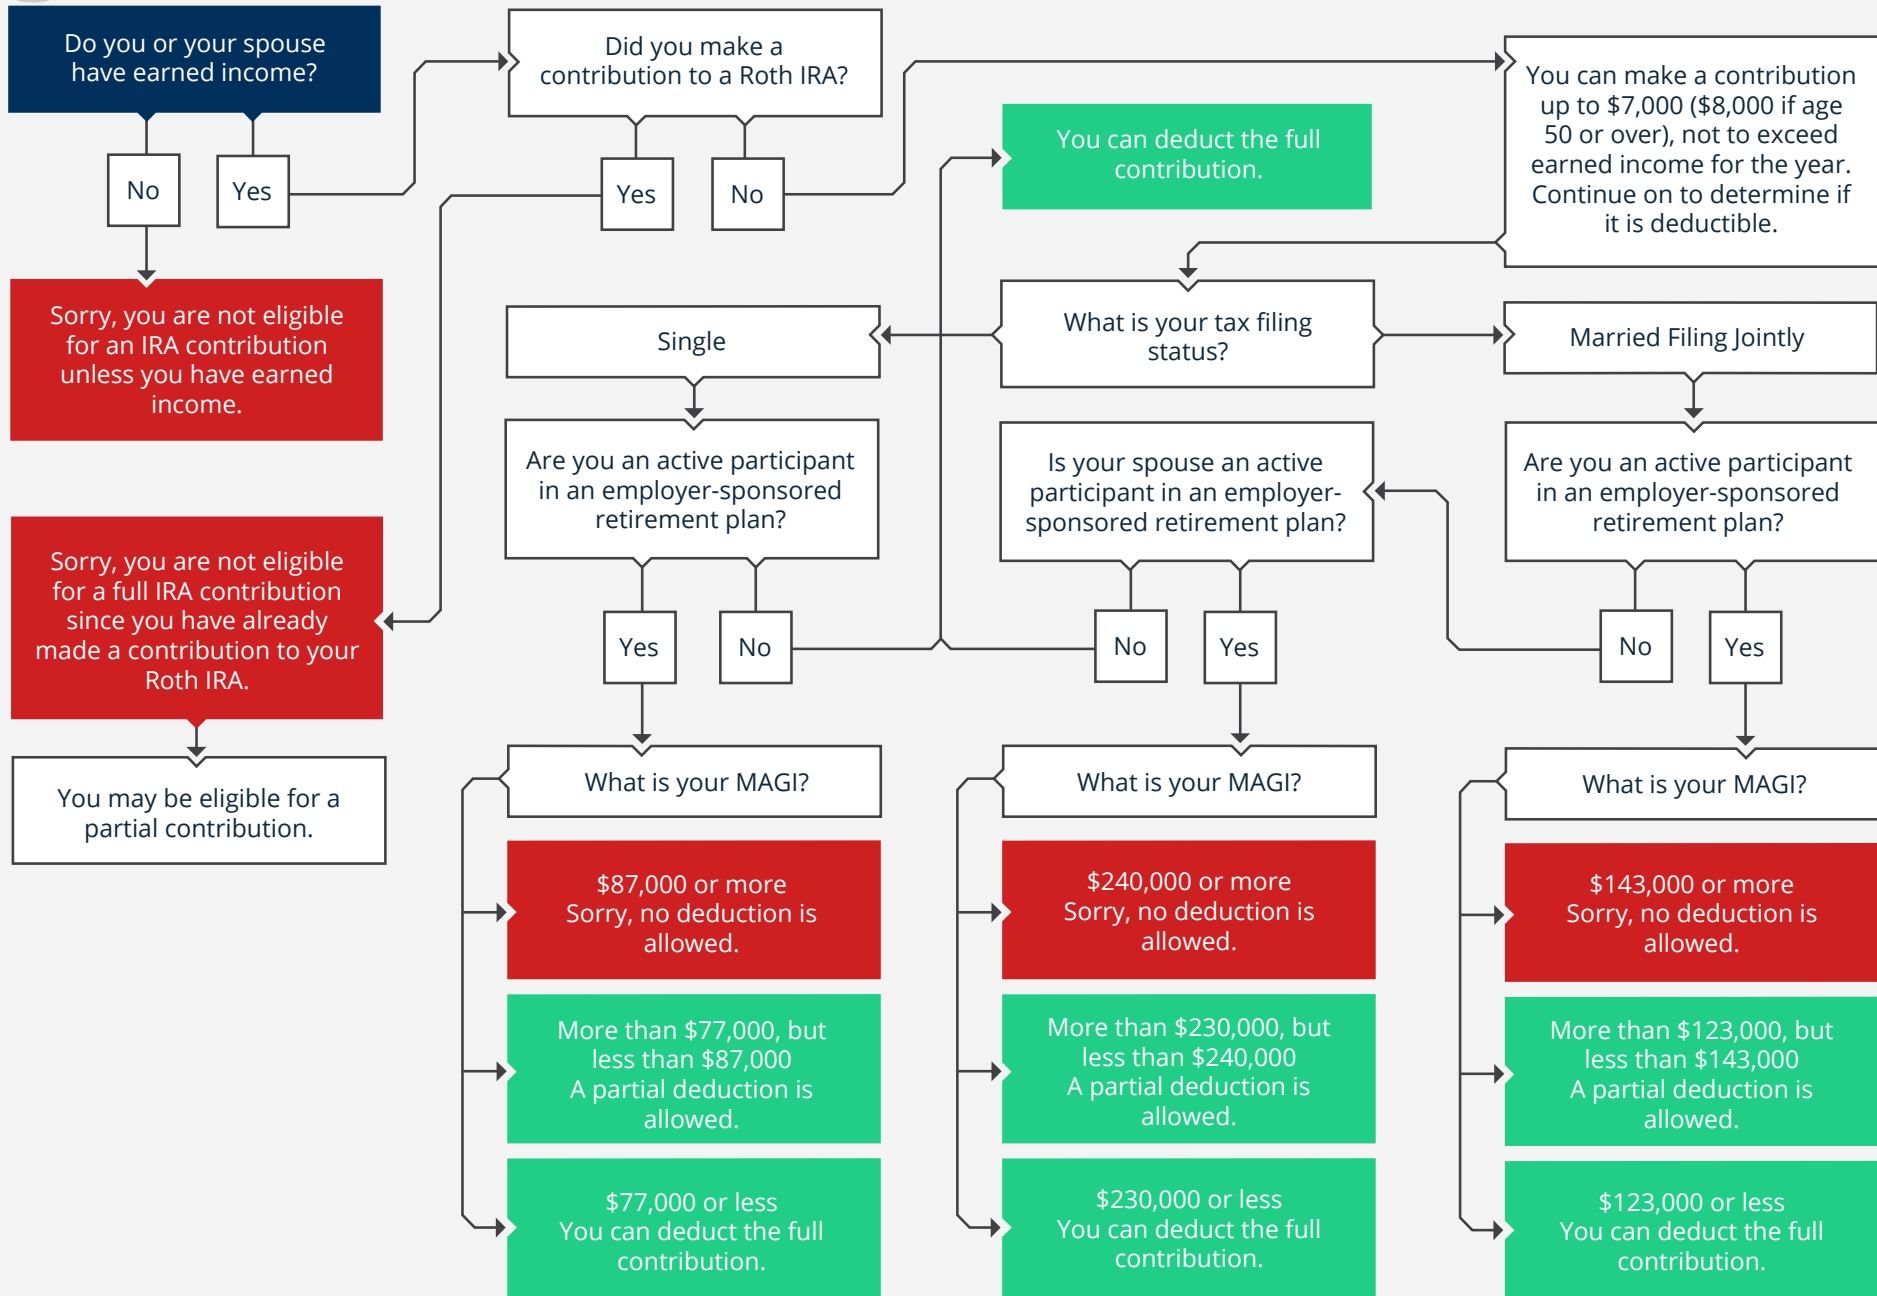 Do you or your spouse
have earned income?
No
Yes
Sorry, you are not eligible
for an IRA contribution
unless you have earned
income.
Did you make a
contribution to a Roth IRA?
Yes
No
Sorry, you are not eligible
for a full IRA contribution
since you have already
made a contribution to your
Roth IRA.
You may be eligible for a
partial contribution.
You can make a contribution
up to $7,000 ($8,000 if age
50 or over), not to exceed
earned income for the year.
Continue on to determine if
it is deductible.
You can deduct the full
contribution.
What is your tax filing
status?
Single
Married Filing Jointly
Are you an active participant
in an employer-sponsored
retirement plan?
Yes
No
Is your spouse an active
participant in an employer-
sponsored retirement plan?
No
Yes
Are you an active participant
in an employer-sponsored
retirement plan?
No
Yes
What is your MAGI?
$87,000 or more
Sorry, no deduction is
allowed.
More than $77,000, but
less than $87,000
A partial deduction is
allowed.
$77,000 or less
You can deduct the full
contribution.
What is your MAGI?
$240,000 or more
Sorry, no deduction is
allowed.
More than $230,000, but
less than $240,000
A partial deduction is
allowed.
$230,000 or less
You can deduct the full
contribution.
What is your MAGI?
$143,000 or more
Sorry, no deduction is
allowed.
More than $123,000, but
less than $143,000
A partial deduction is
allowed.
$123,000 or less
You can deduct the full
contribution.